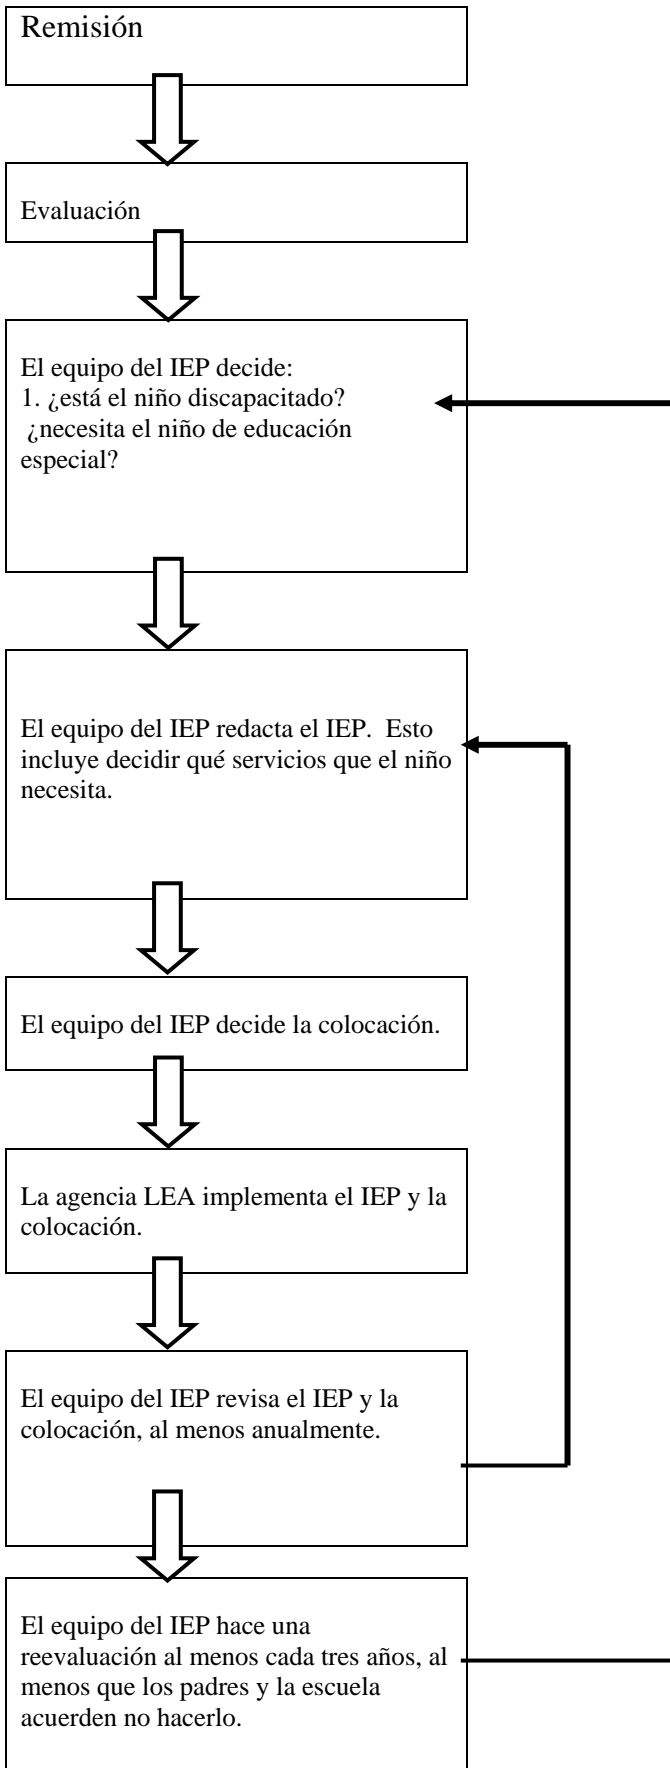 Remisión
Evaluación
El equipo del IEP decide:
1. ¿está el niño discapacitado?
¿necesita el niño de educación
especial?
El equipo del IEP redacta el IEP.  Esto
incluye decidir qué servicios que el niño
necesita.
El equipo del IEP decide la colocación.
La agencia LEA implementa el IEP y la
colocación.
El equipo del IEP revisa el IEP y la
colocación, al menos anualmente.
El equipo del IEP hace una
reevaluación al menos cada tres años, al
menos que los padres y la escuela
acuerden no hacerlo.